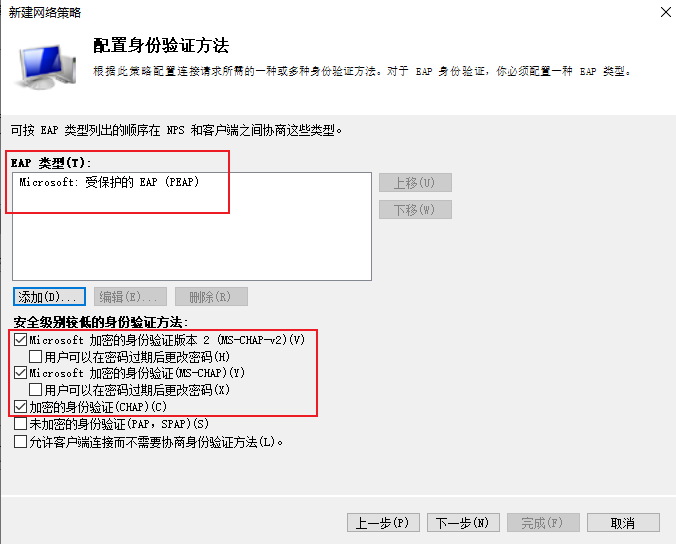 新建网络策略
配置身份验证方法
根据此策略配置连接请求所需的一种或多种身份验证方法。对于 EAP 身份验证，你必须配置一种 EAP 类型。
可按 EAP 类型列出的顺序在 NPS 和客户端之间协商这些类型。
EAP 类型(T):
Microsoft: 受保护的 EAP (PEAP)
上移(U)
下移(W)
添加(D)... 编辑(E)... 删除(R)
安全级别较低的身份验证方法:
Microsoft 加密的身份验证版本 2 (MS-CHAP-v2)(V)
用户可以在密码过期后更改密码(H)
Microsoft 加密的身份验证(MS-CHAP)(Y)
用户可以在密码过期后更改密码(X)
加密的身份验证(CHAP)(C)
未加密的身份验证(PAP，SPAP)(S)
允许客户端连接而不需要协商身份验证方法(L)。
上一步(P) 下一步(N) 完成(F) 取消